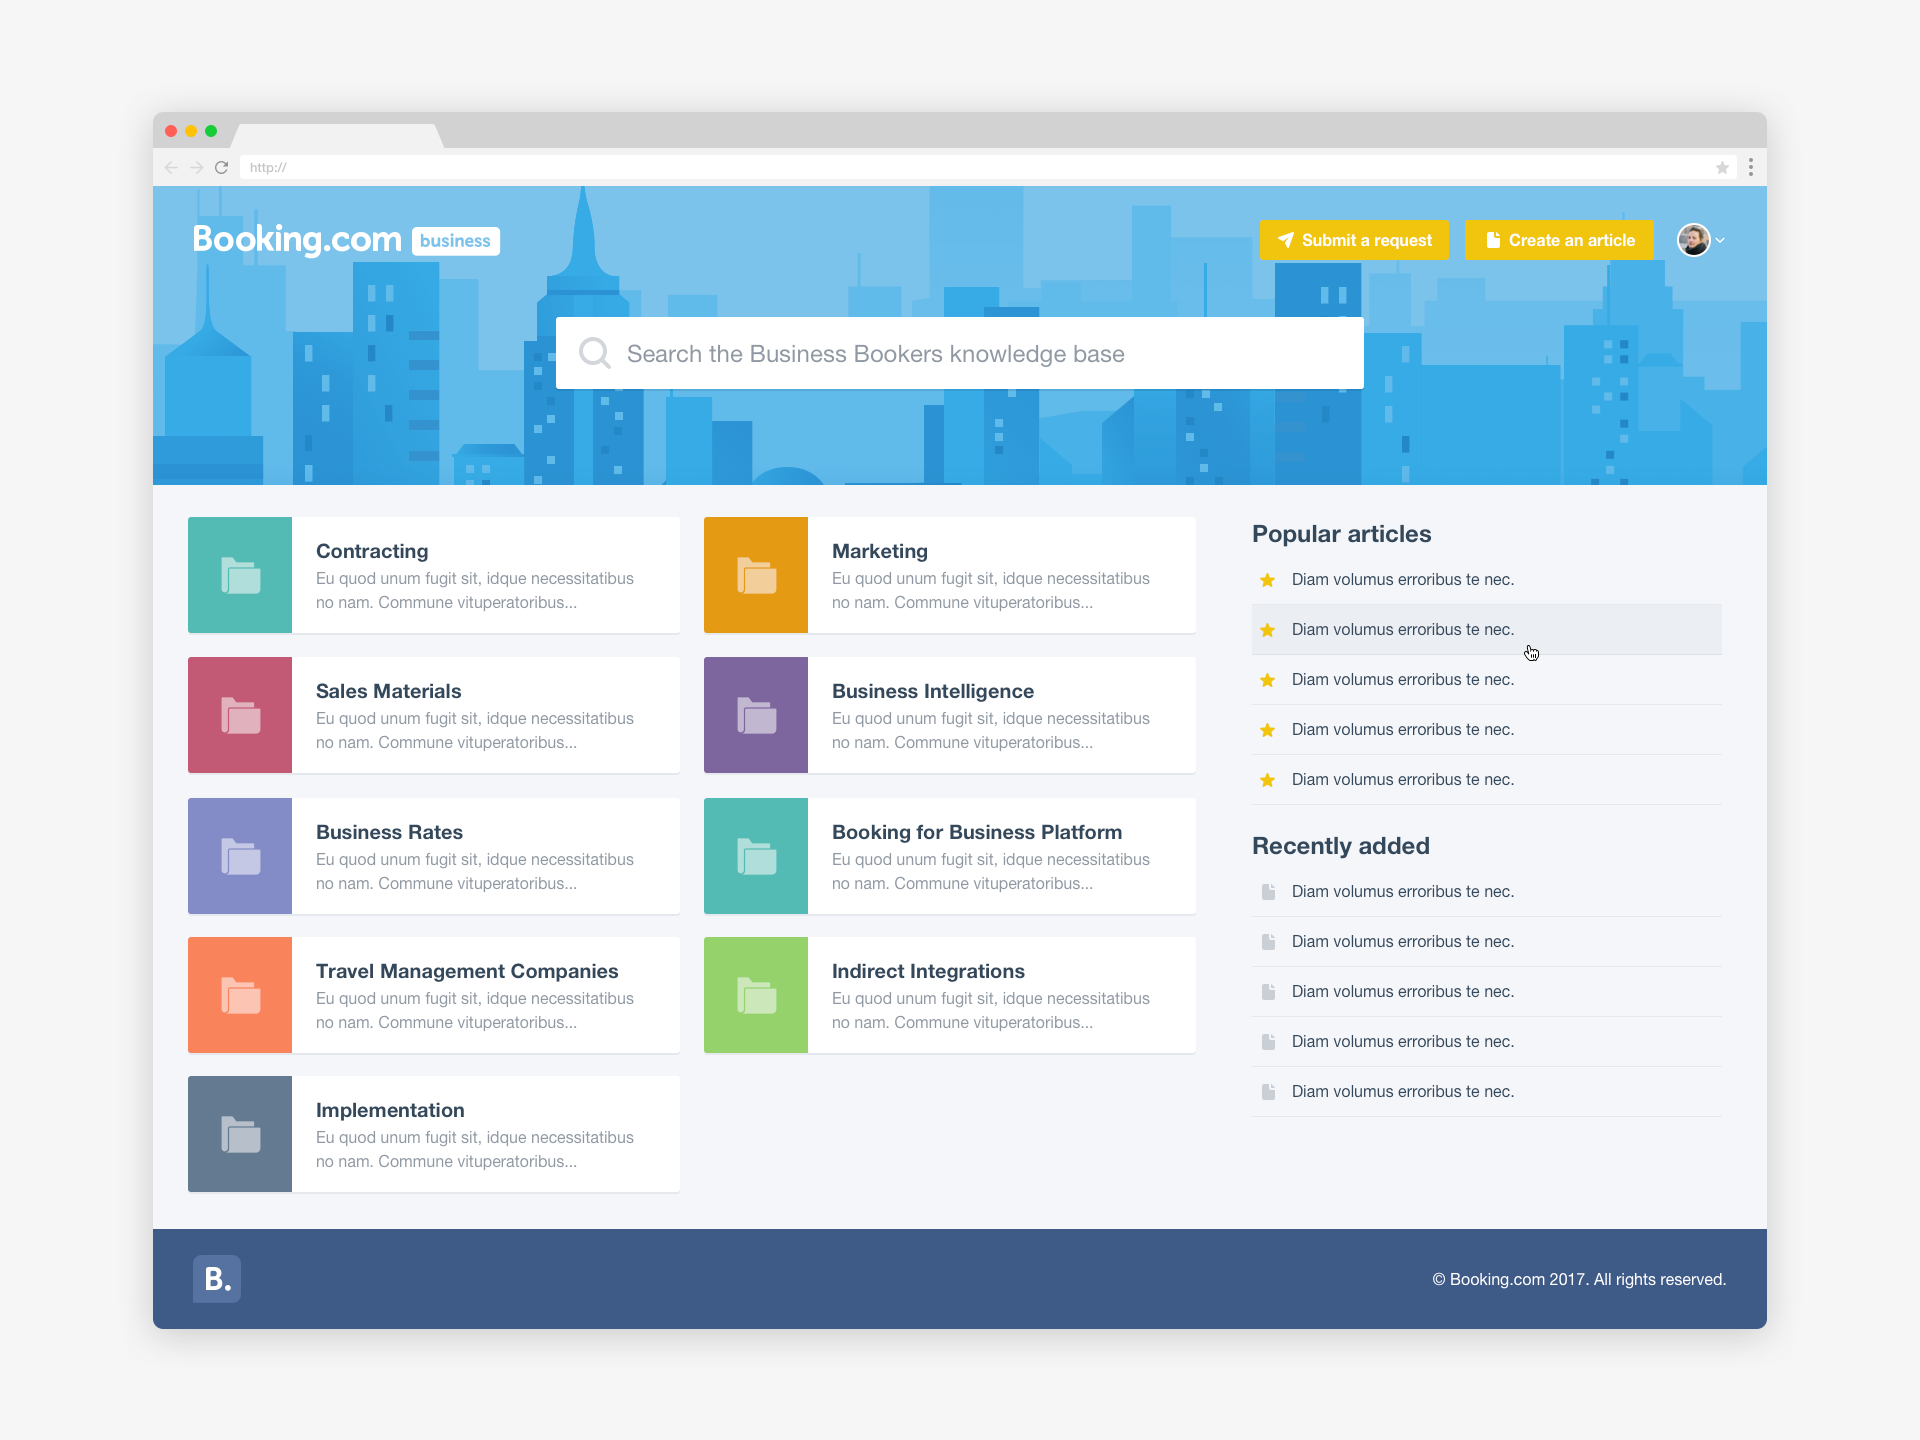 http://
Booking.com business
Submit a request
Create an article
Search the Business Bookers knowledge base
Contracting
Eu quod unum fugit sit, idque necessitatibus
no nam. Commune vituperatoribus...
Marketing
Eu quod unum fugit sit, idque necessitatibus
no nam. Commune vituperatoribus...
Sales Materials
Eu quod unum fugit sit, idque necessitatibus
no nam. Commune vituperatoribus...
Business Intelligence
Eu quod unum fugit sit, idque necessitatibus
no nam. Commune vituperatoribus...
Business Rates
Eu quod unum fugit sit, idque necessitatibus
no nam. Commune vituperatoribus...
Booking for Business Platform
Eu quod unum fugit sit, idque necessitatibus
no nam. Commune vituperatoribus...
Travel Management Companies
Eu quod unum fugit sit, idque necessitatibus
no nam. Commune vituperatoribus...
Indirect Integrations
Eu quod unum fugit sit, idque necessitatibus
no nam. Commune vituperatoribus...
Implementation
Eu quod unum fugit sit, idque necessitatibus
no nam. Commune vituperatoribus...
Popular articles
Diam volumus erroribus te nec.
Diam volumus erroribus te nec.
Diam volumus erroribus te nec.
Diam volumus erroribus te nec.
Diam volumus erroribus te nec.
Recently added
Diam volumus erroribus te nec.
Diam volumus erroribus te nec.
Diam volumus erroribus te nec.
Diam volumus erroribus te nec.
Diam volumus erroribus te nec.
B.
© Booking.com 2017. All rights reserved.